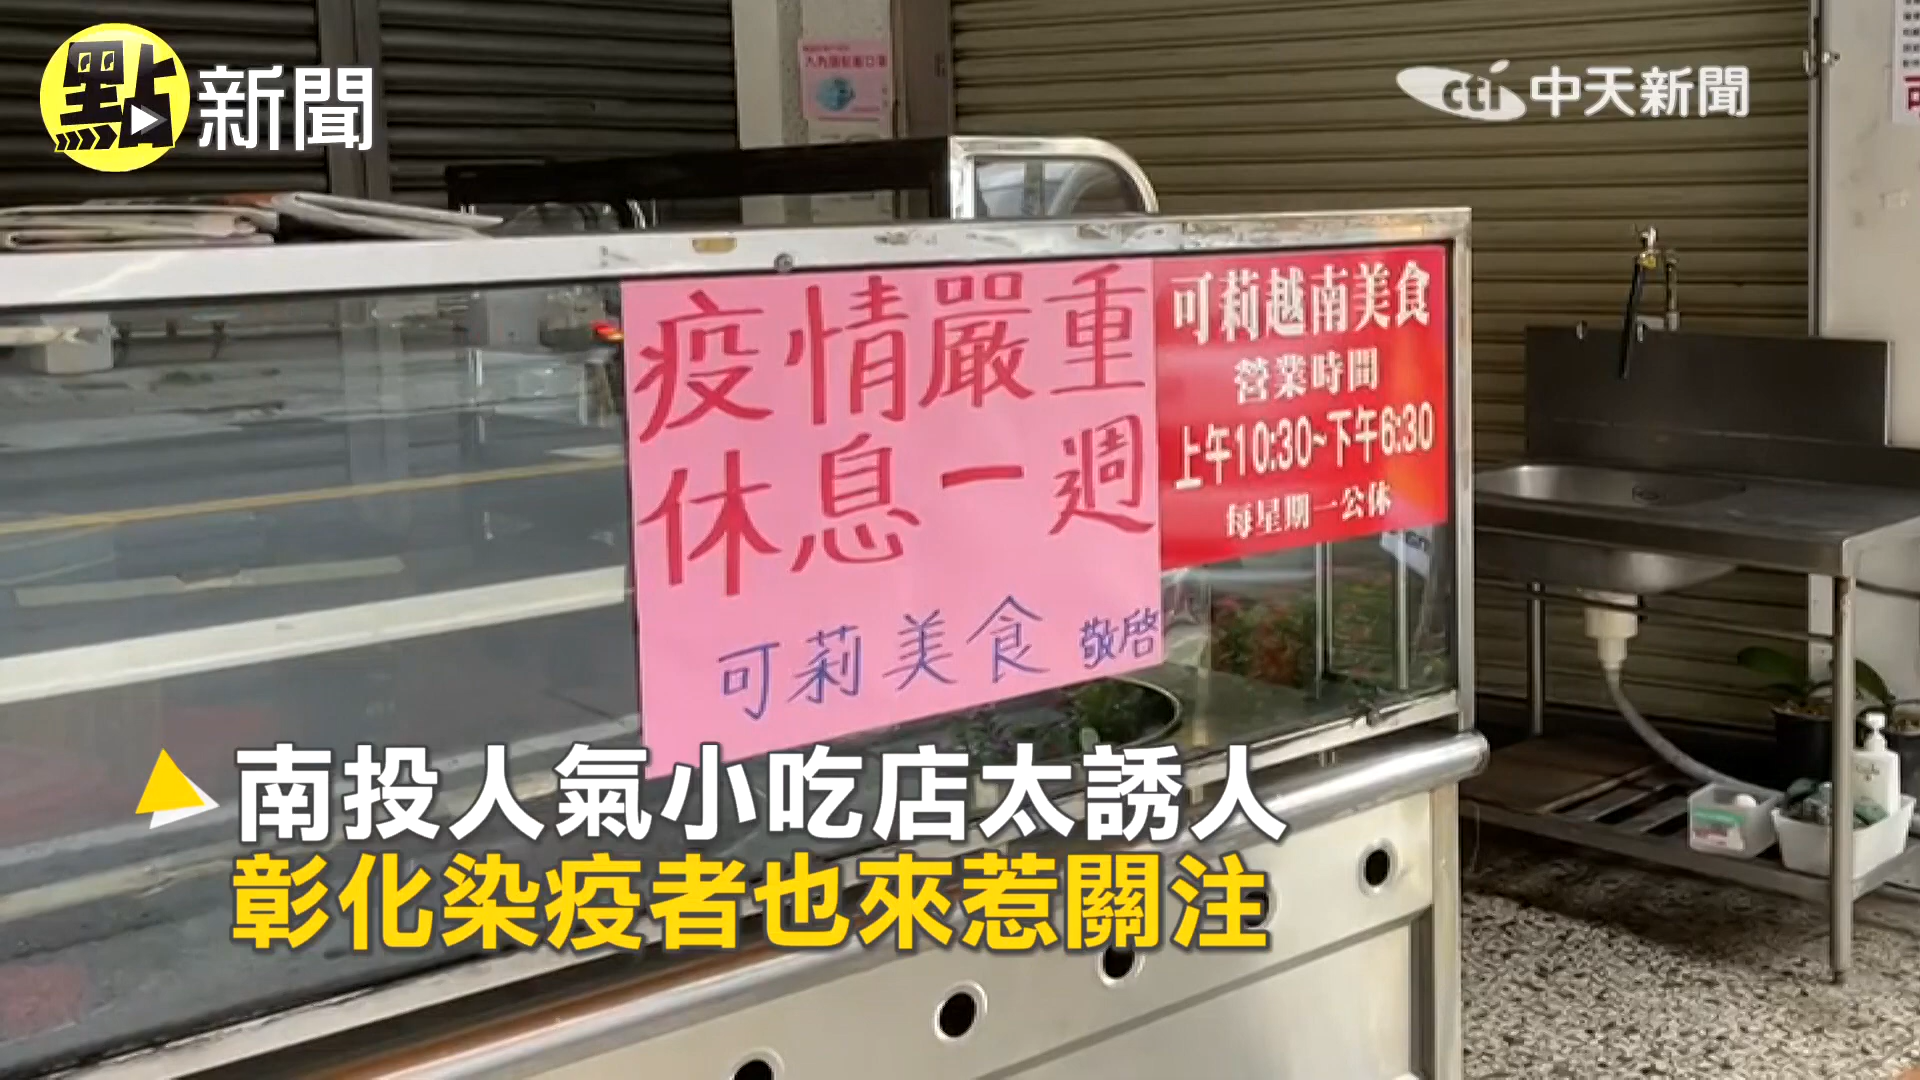 點新聞
cti 中天新聞
疫情嚴重
休息一週
可莉美食 敬啓
可莉越南美食
營業時間
上午10:30~下午6:30
每星期一公休
南投人氣小吃店太誘人
彰化染疫者也來惹關注